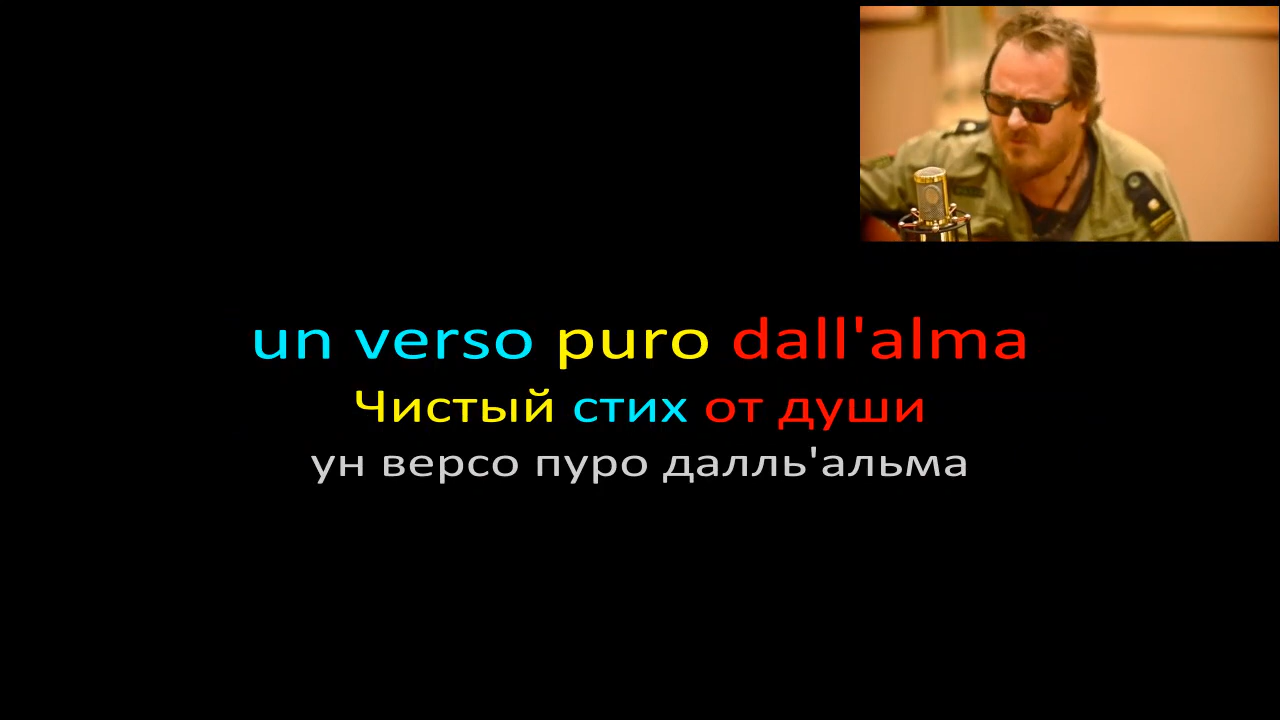 un verso puro dall'alma
Чистый стих от души
ун версо пуро далль'альма